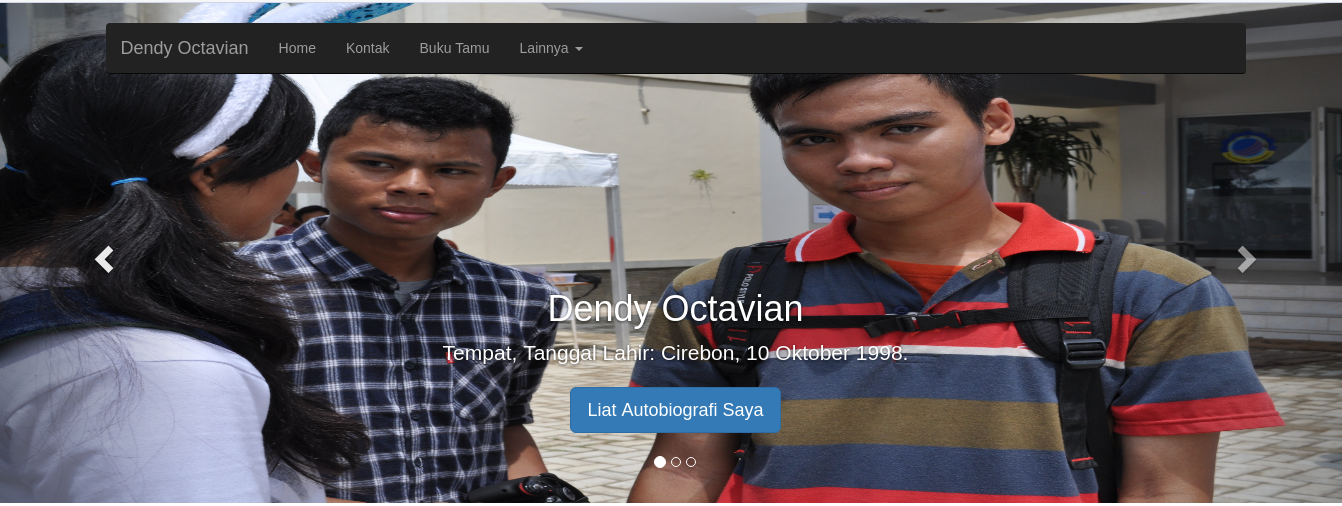 Dendy Octavian Home Kontak Buku Tamu Lainnya
Dendy Octavian
Tempat, Tanggal Lahir: Cirebon, 10 Oktober 1998.
Liat Autobiografi Saya